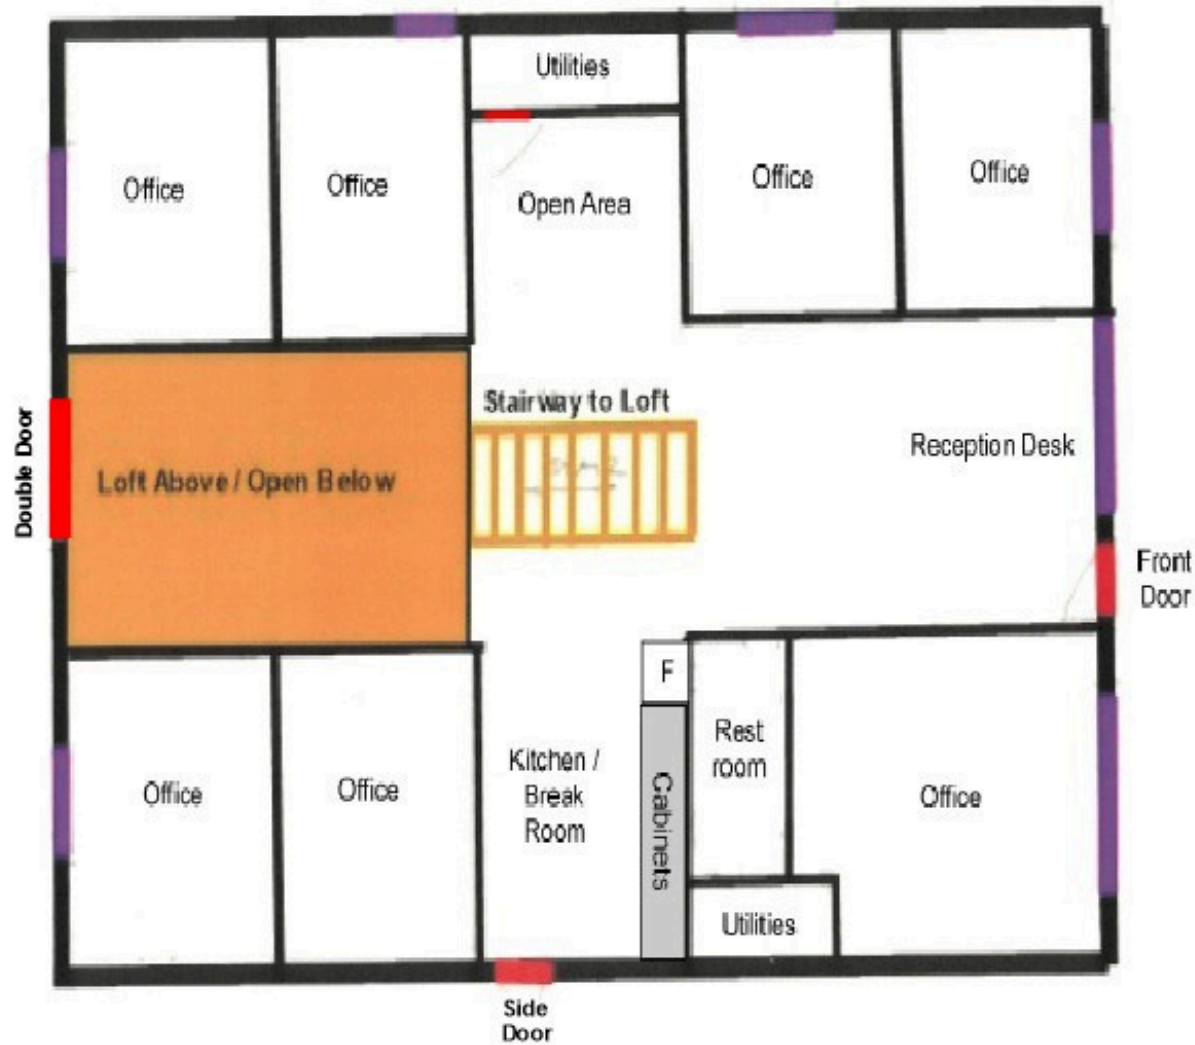 Utilities
Office
Office
Open Area
Office
Office
Stairway to Loft
Double Door
Loft Above / Open Below
Reception Desk
Front
Door
F
Rest
room
Kitchen /
Break
Room
Cabinets
Office
Office
Office
Utilities
Side
Door